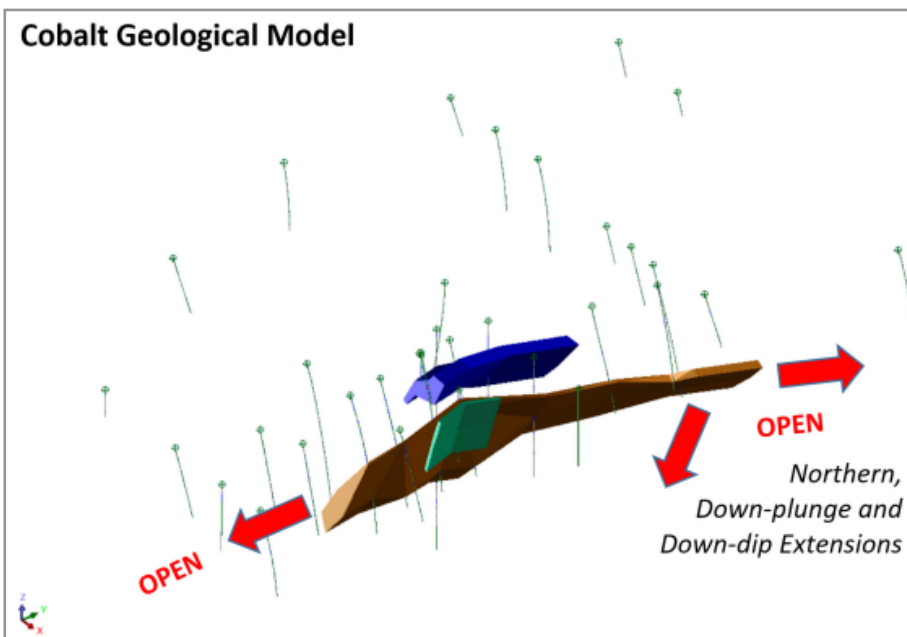 Cobalt Geological Model
OPEN
Northern,
Down-plunge and
Down-dip Extensions
OPEN
Z
Y
X